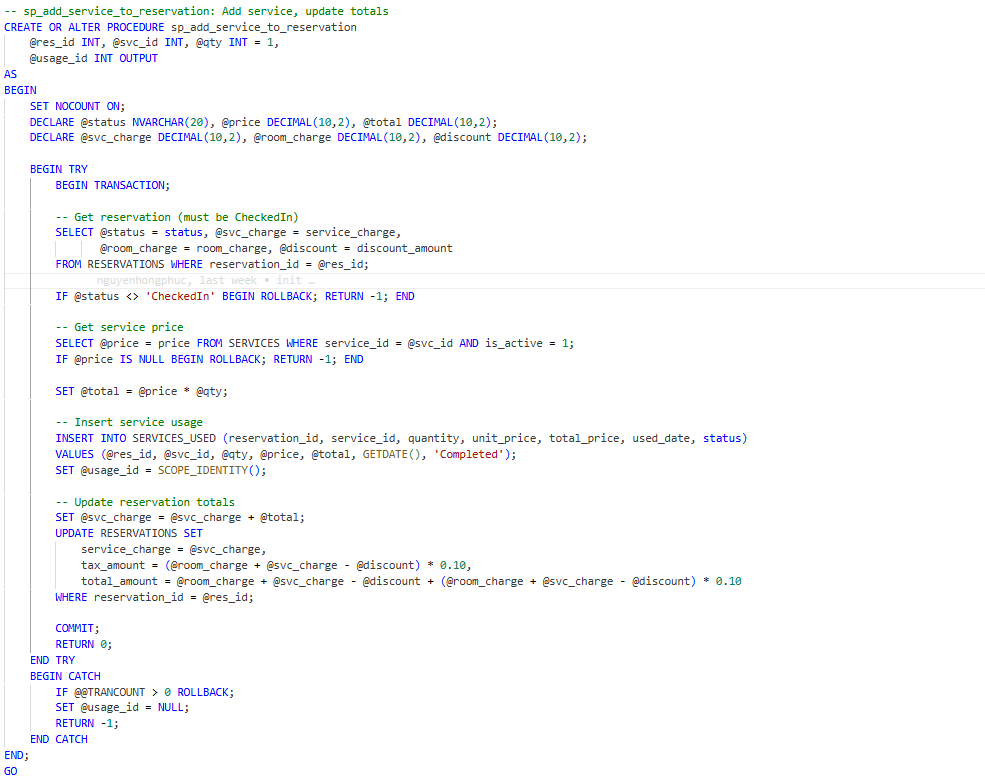 -- sp_add_service_to_reservation: Add service, update totals
CREATE OR ALTER PROCEDURE sp_add_service_to_reservation
    @res_id INT, @svc_id INT, @qty INT = 1,
    @usage_id INT OUTPUT
AS
BEGIN
    SET NOCOUNT ON;
    DECLARE @status NVARCHAR(20), @price DECIMAL(10,2), @total DECIMAL(10,2);
    DECLARE @svc_charge DECIMAL(10,2), @room_charge DECIMAL(10,2), @discount DECIMAL(10,2);

    BEGIN TRY
        BEGIN TRANSACTION;

        -- Get reservation (must be CheckedIn)
        SELECT @status = status, @svc_charge = service_charge,
               @room_charge = room_charge, @discount = discount_amount
        FROM RESERVATIONS WHERE reservation_id = @res_id;
               nguyenhongphuc, last week • init …
        IF @status <> 'CheckedIn' BEGIN ROLLBACK; RETURN -1; END

        -- Get service price
        SELECT @price = price FROM SERVICES WHERE service_id = @svc_id AND is_active = 1;
        IF @price IS NULL BEGIN ROLLBACK; RETURN -1; END

        SET @total = @price * @qty;

        -- Insert service usage
        INSERT INTO SERVICES_USED (reservation_id, service_id, quantity, unit_price, total_price, used_date, status)
        VALUES (@res_id, @svc_id, @qty, @price, @total, GETDATE(), 'Completed');
        SET @usage_id = SCOPE_IDENTITY();

        -- Update reservation totals
        SET @svc_charge = @svc_charge + @total;
        UPDATE RESERVATIONS SET
            service_charge = @svc_charge,
            tax_amount = (@room_charge + @svc_charge - @discount) * 0.10,
            total_amount = @room_charge + @svc_charge - @discount + (@room_charge + @svc_charge - @discount) * 0.10
        WHERE reservation_id = @res_id;

        COMMIT;
        RETURN 0;
    END TRY
    BEGIN CATCH
        IF @@TRANCOUNT > 0 ROLLBACK;
        SET @usage_id = NULL;
        RETURN -1;
    END CATCH
END;
GO